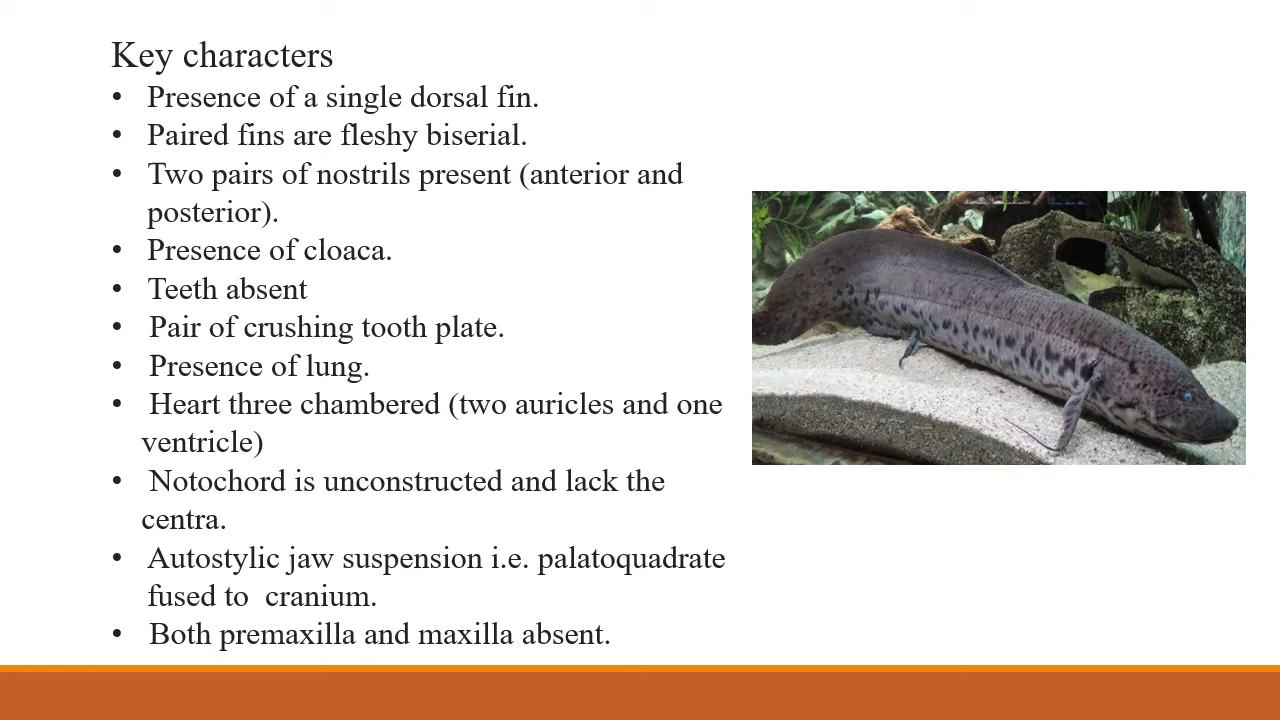 Key characters
• Presence of a single dorsal fin.
• Paired fins are fleshy biserial.
• Two pairs of nostrils present (anterior and
posterior).
• Presence of cloaca.
• Teeth absent
• Pair of crushing tooth plate.
• Presence of lung.
• Heart three chambered (two auricles and one
ventricle)
• Notochord is unconstructed and lack the
centra.
• Autostylic jaw suspension i.e. palatoquadrate
fused to  cranium.
• Both premaxilla and maxilla absent.